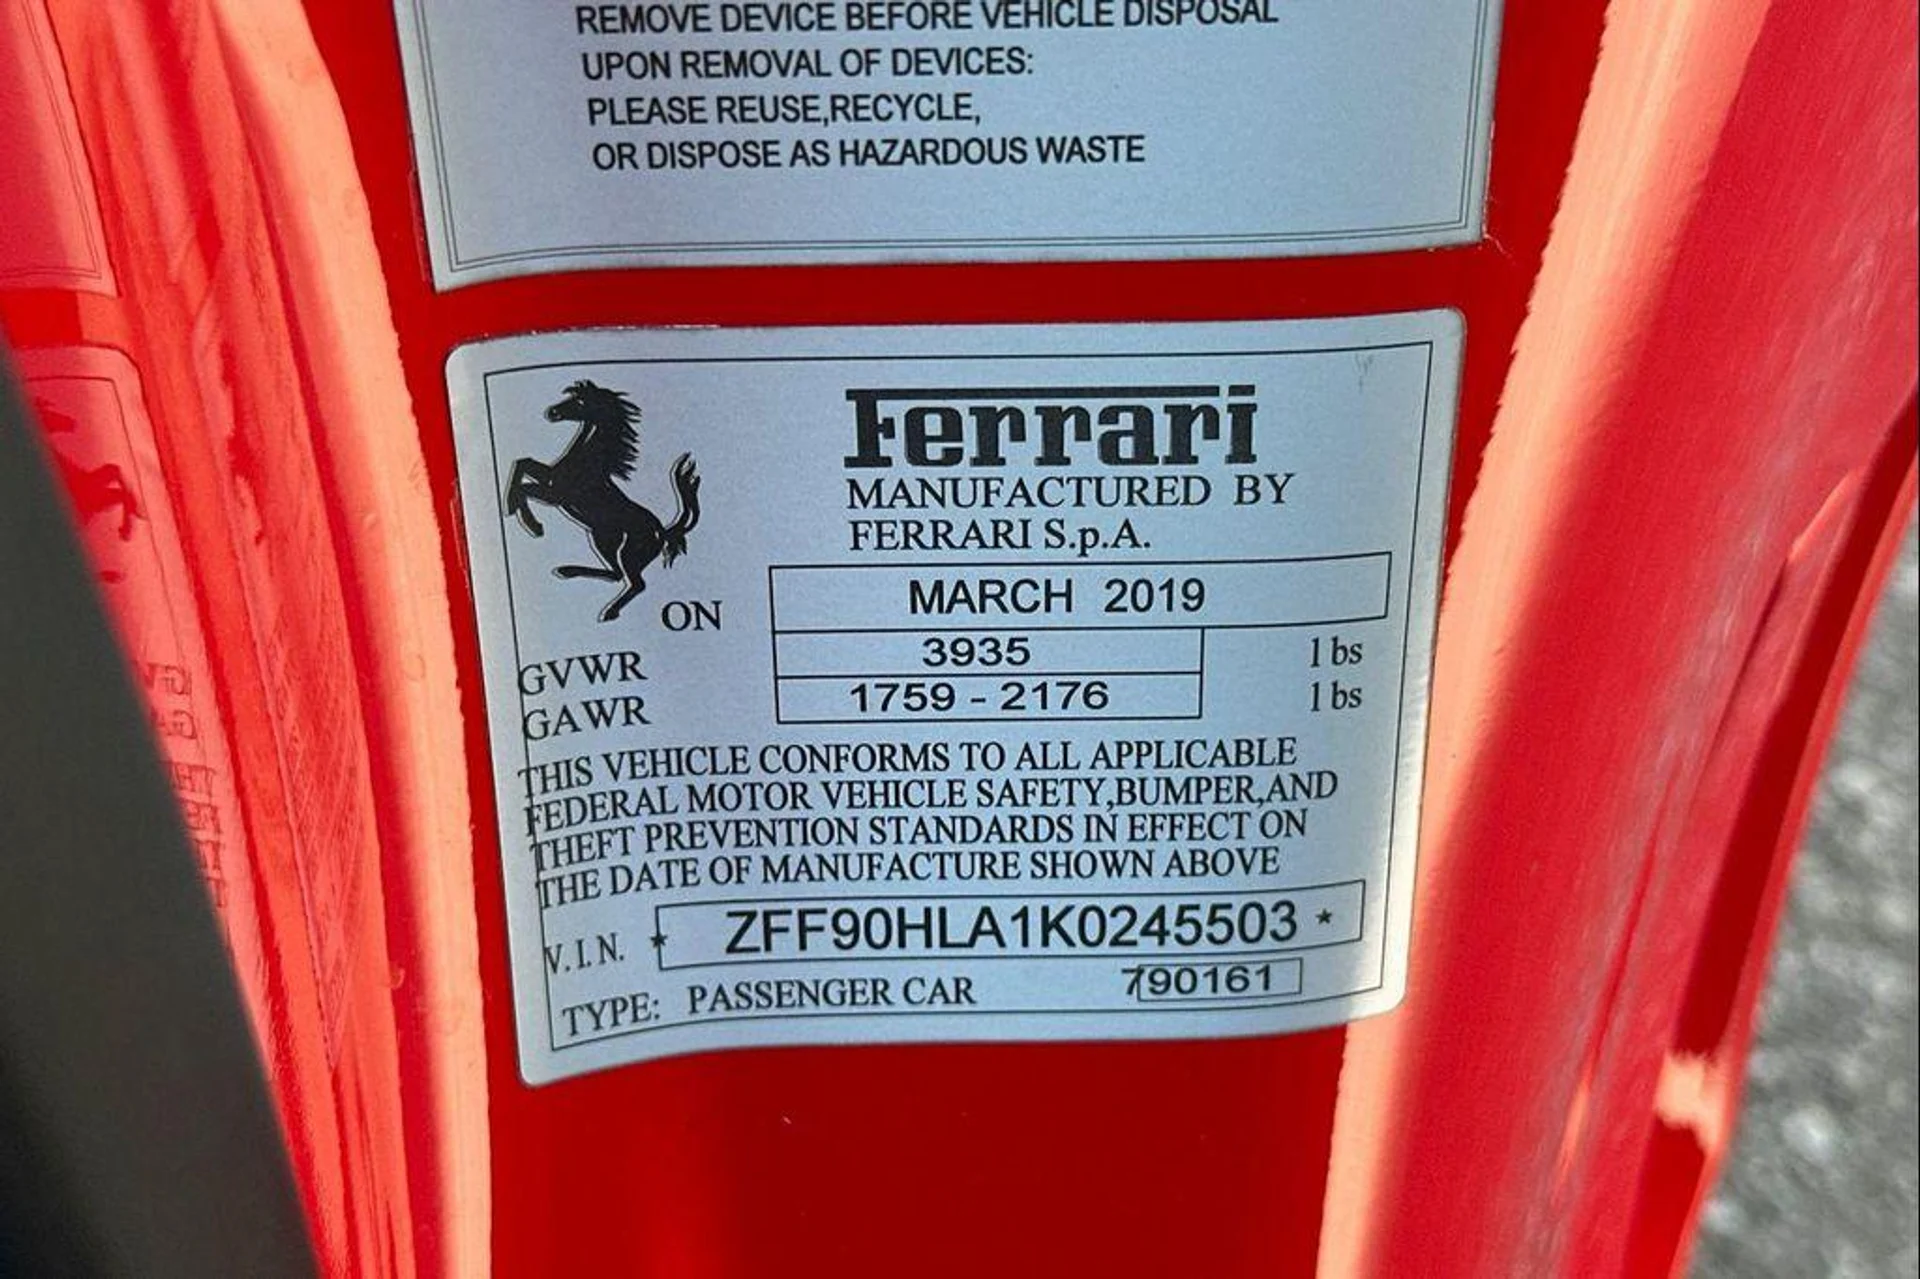 REMOVE DEVICE BEFORE VEHICLE DISPOSAL
UPON REMOVAL OF DEVICES:
PLEASE REUSE,RECYCLE,
OR DISPOSE AS HAZARDOUS WASTE
Ferrari
MANUFACTURED BY
FERRARI S.p.A.
ON MARCH 2019
GVWR 3935 lbs
GAWR 1759 - 2176 lbs
THIS VEHICLE CONFORMS TO ALL APPLICABLE
FEDERAL MOTOR VEHICLE SAFETY,BUMPER,AND
THEFT PREVENTION STANDARDS IN EFFECT ON
THE DATE OF MANUFACTURE SHOWN ABOVE
V.I.N. * ZFF90HLA1K0245503 *
TYPE: PASSENGER CAR 790161